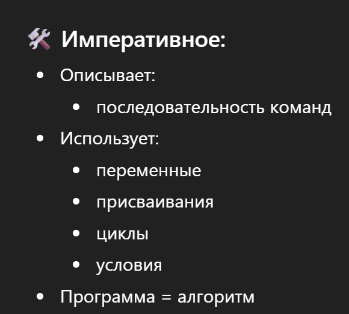 🛠 Императивное:
• Описывает:
• последовательность команд
• Использует:
• переменные
• присваивания
• циклы
• условия
• Программа = алгоритм